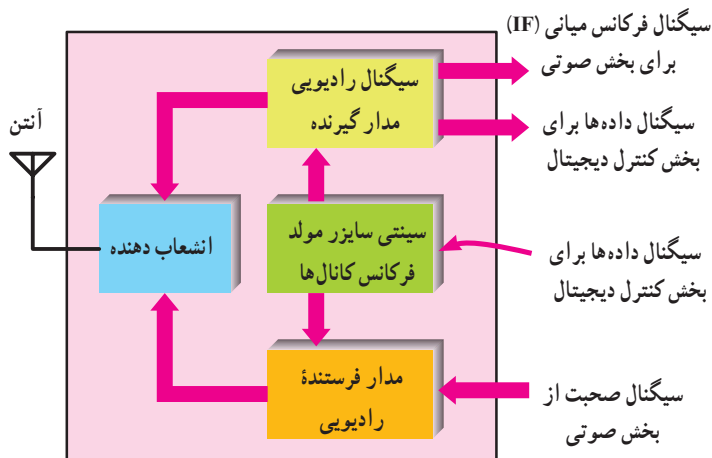 سیگنال فرکانس میانی (IF)
برای بخش صوتی
سیگنال داده‌ها برای
بخش کنترل دیجیتال
سیگنال داده‌ها برای
بخش کنترل دیجیتال
سیگنال صحبت از
بخش صوتی
سیگنال رادیویی
مدار گیرنده
سینتی سایزر مولد
فرکانس کانال‌ها
مدار فرستندهٔ
رادیویی
انشعاب دهنده
آنتن